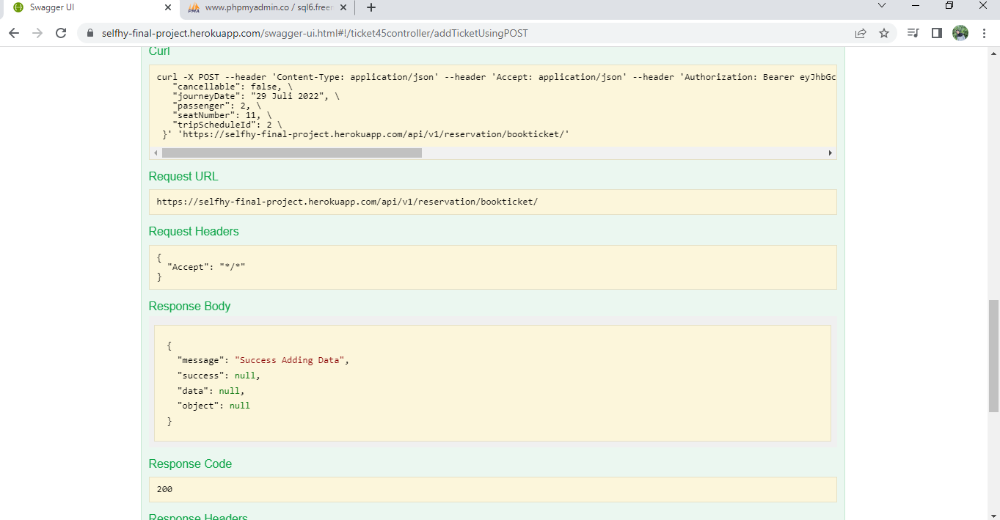 Swagger UI
www.phpmyadmin.co / sql6.freer
selfhy-final-project.herokuapp.com/swagger-ui.html#!/ticket45controller/addTicketUsingPOST
Curl
curl -X POST --header 'Content-Type: application/json' --header 'Accept: application/json' --header 'Authorization: Bearer eyJhbGc
"cancellable": false, \
"journeyDate": "29 Juli 2022", \
"passenger": 2, \
"seatNumber": 11, \
"tripScheduleId": 2 \
}' 'https://selfhy-final-project.herokuapp.com/api/v1/reservation/bookticket/'
Request URL
https://selfhy-final-project.herokuapp.com/api/v1/reservation/bookticket/
Request Headers
{
"Accept": "*/*"
}
Response Body
{
"message": "Success Adding Data",
"success": null,
"data": null,
"object": null
}
Response Code
200
Response Headers